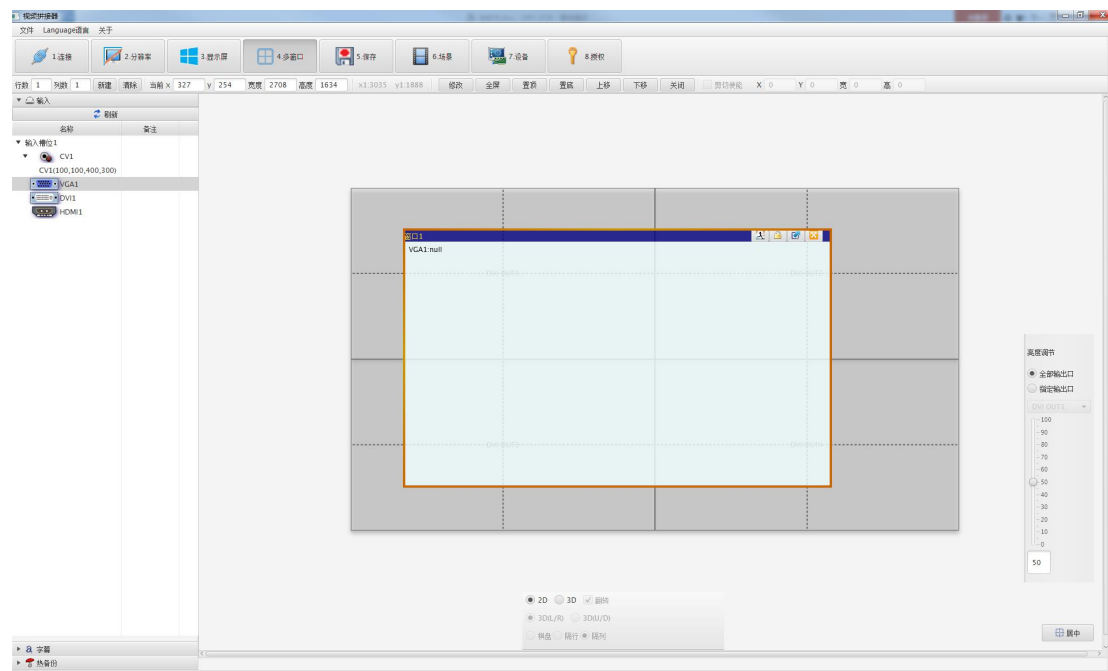 视频拼接器
文件 Language语言 关于
1.连接 2.分辨率 3.显示屏 4.多窗口 5.保存 6.场景 7.设备 8.授权
行数 1 列数 1 新建 清除 当前 x 327 y 254 宽度 2708 高度 1634 x1:3035 y1:1888 修改 全屏 置顶 置底 上移 下移 关闭 剪切使能 X 0 Y 0 宽 0 高 0
输入
刷新
名称 备注
输入槽位1
CV1
CV1(100,100,400,300)
VGA1
DVI1
HDMI1
窗口1
VGA1:null
亮度调节
全部输出口
指定输出口
DVI OUT1
100
90
80
70
60
50
40
30
20
10
0
50
2D 3D 翻转
3D(L/R) 3D(U/D)
棋盘 隔行 隔列
居中
字幕
热备份